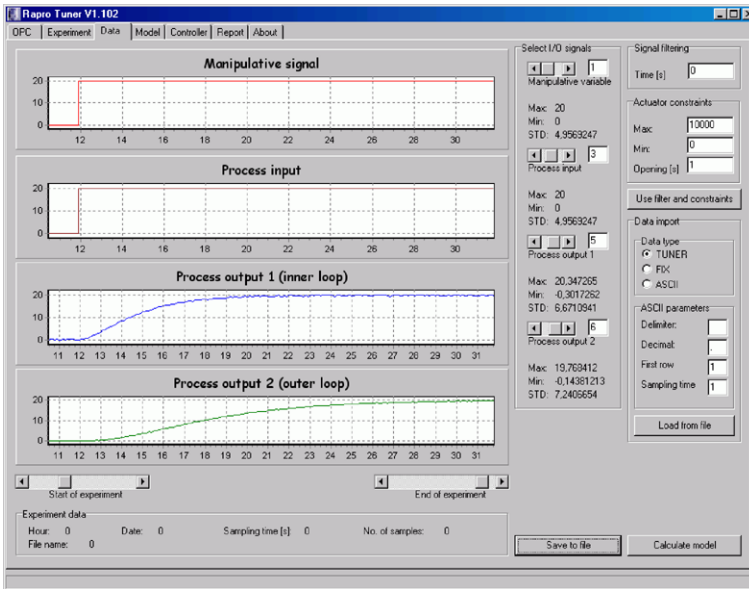 Rapro Tuner V1.102
OPC Experiment Data Model Controller Report About
Manipulative signal
20
10
0
12 14 16 18 20 22 24 26 28 30
Process input
20
10
0
12 14 16 18 20 22 24 26 28 30
Process output 1 (inner loop)
20
10
0
11 12 13 14 15 16 17 18 19 20 21 22 23 24 25 26 27 28 29 30 31
Process output 2 (outer loop)
20
10
0
11 12 13 14 15 16 17 18 19 20 21 22 23 24 25 26 27 28 29 30 31
Start of experiment
End of experiment
Experiment data
Hour: 0 Date: 0 Sampling time [s]: 0 No. of samples: 0
File name: 0
Select I/O signals
1
Manipulative variable
Max: 20
Min: 0
STD: 4,9569247
3
Process input
Max: 20
Min: 0
STD: 4,9569247
5
Process output 1
Max: 20,347265
Min: -0,3017262
STD: 6,6710941
6
Process output 2
Max: 19,768412
Min: -0,14381213
STD: 7,2406654
Save to file
Signal filtering
Time [s] 0
Actuator constraints
Max: 10000
Min: 0
Opening [s] 1
Use filter and constraints
Data import
Data type
TUNER
FIX
ASCII
ASCII parameters
Delimiter:
Decimal: .
First row 1
Sampling time 1
Load from file
Calculate model